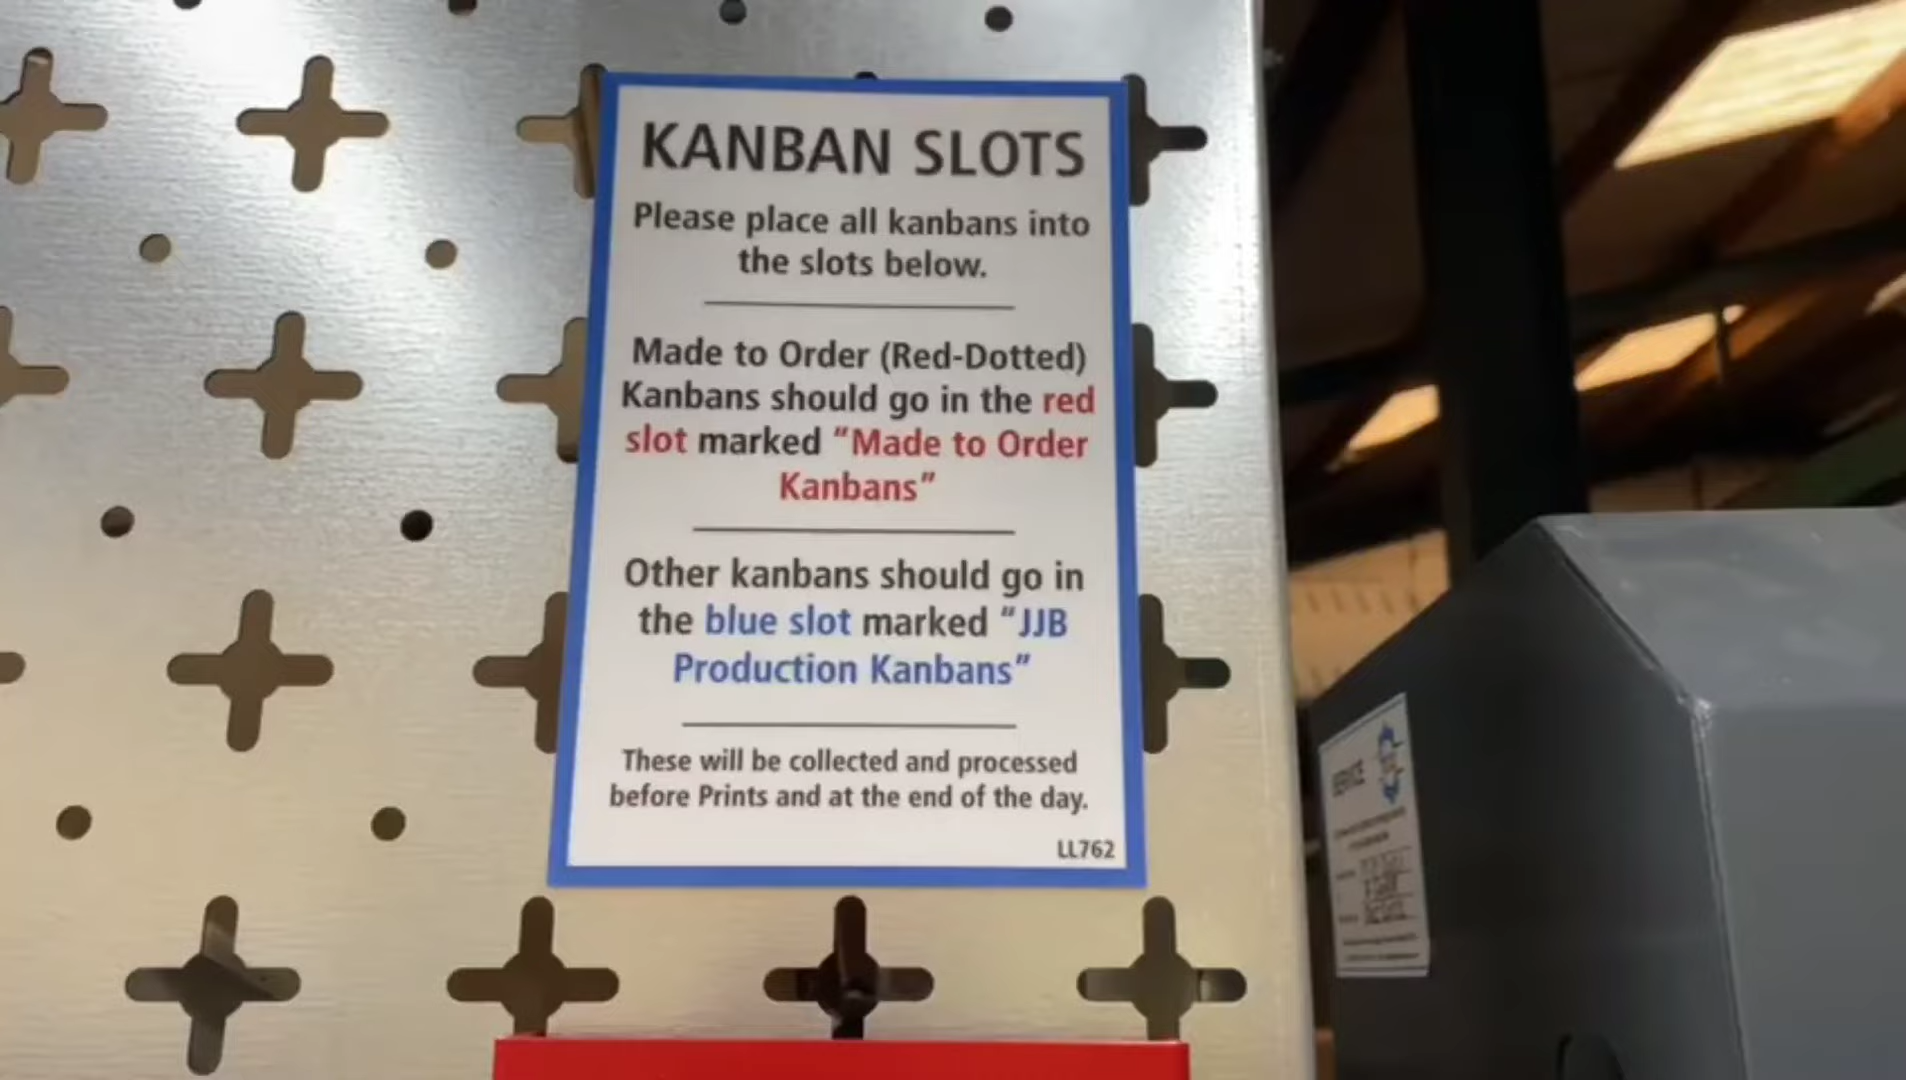 KANBAN SLOTS
Please place all kanbans into
the slots below.
Made to Order (Red-Dotted)
Kanbans should go in the red
slot marked "Made to Order
Kanbans"
Other kanbans should go in
the blue slot marked "JJB
Production Kanbans"
These will be collected and processed
before Prints and at the end of the day.
LL762
SERVICE